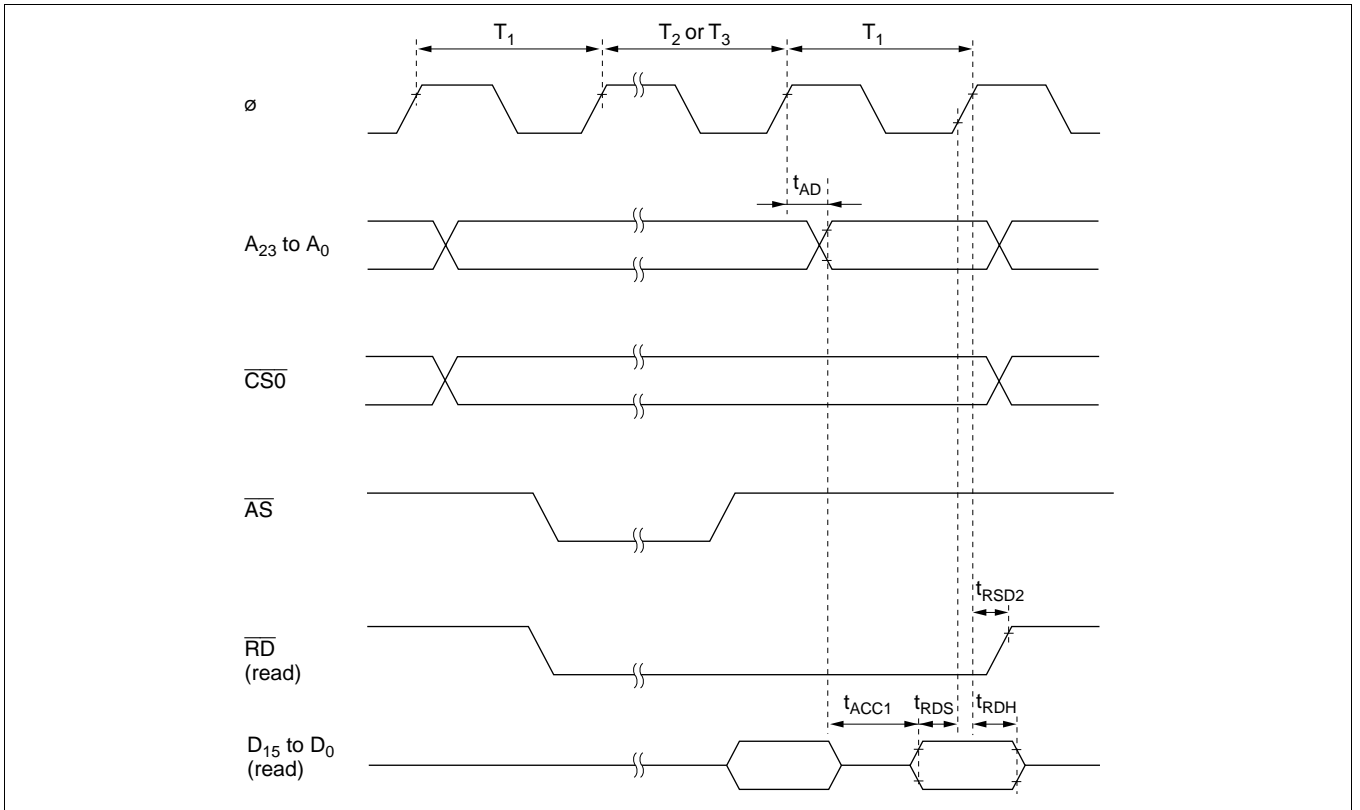 T1 T2 or T3 T1
ø
tAD
A23 to A0
CS0
AS
tRSD2
RD
(read)
tACC1 tRDS tRDH
D15 to D0
(read)